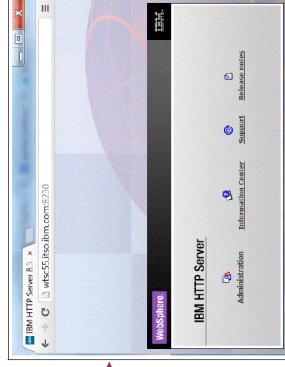 IBM HTTP Server 8.5
wtsc55.itso.ibm.com:8230
WebSphere.
IBM
IBM HTTP Server
Administration
Information Center
Support
Release notes